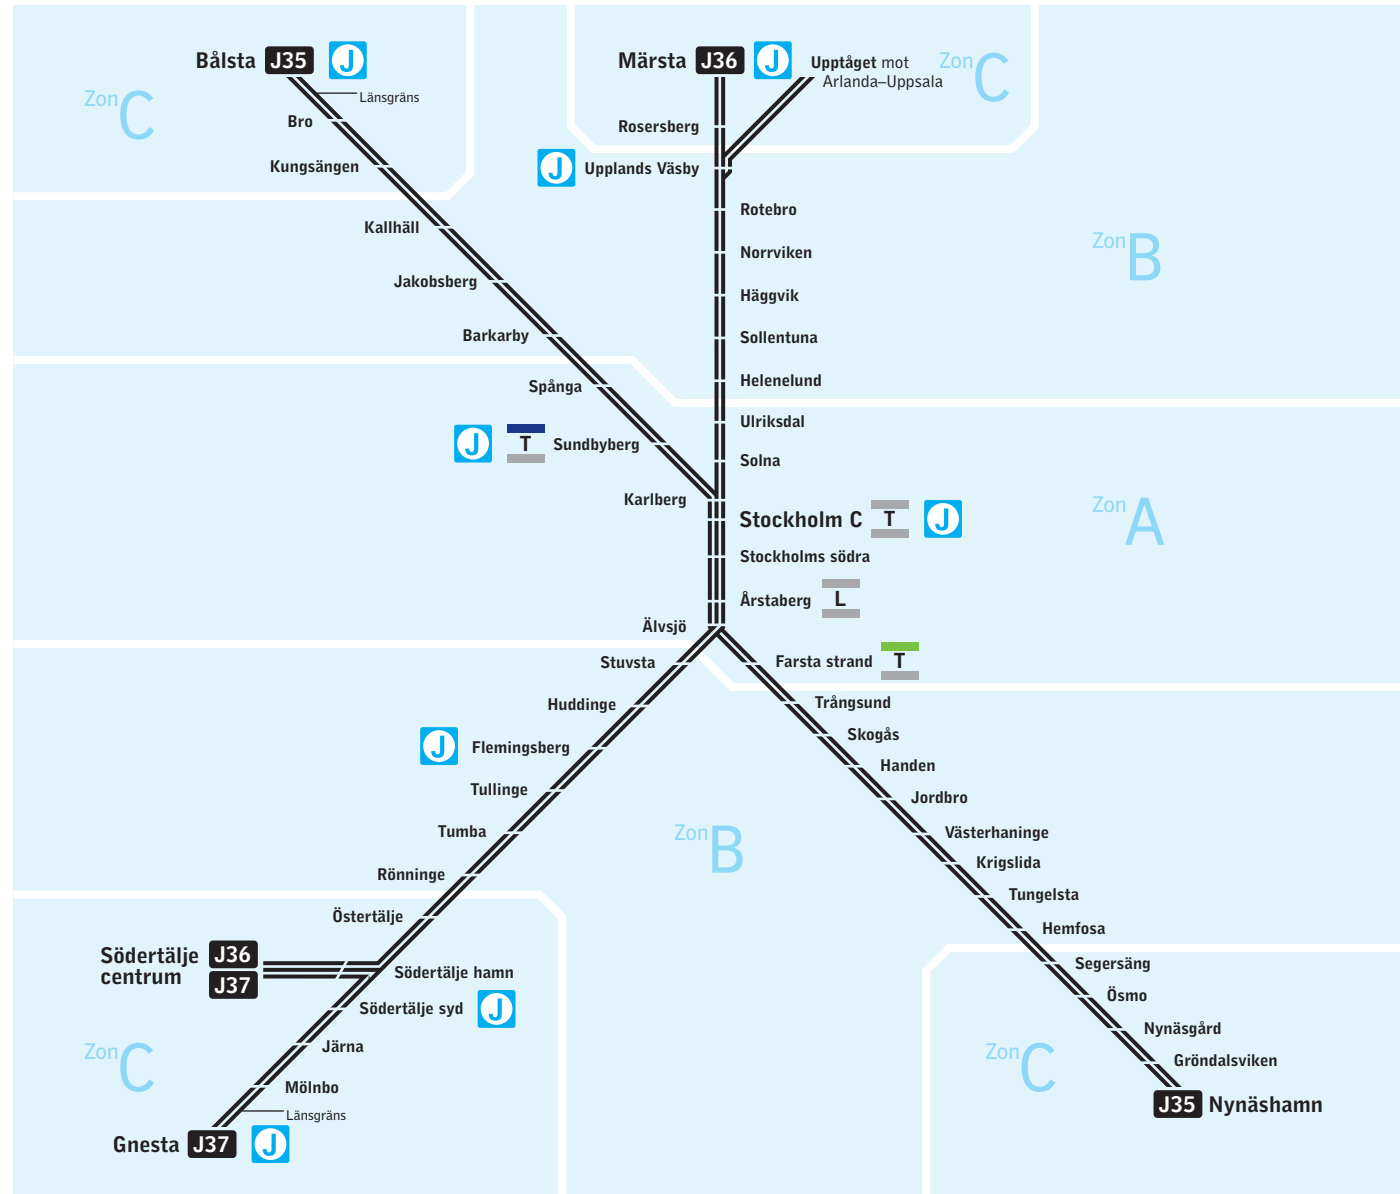 Bålsta J35 J
Länsgräns
Zon C
Bro
Kungsängen
Kallhäll
Jakobsberg
Barkarby
Spånga
J T Sundbyberg
Karlberg
Märsta J36 J
Upptåget mot
Arlanda–Uppsala
Zon C
Rosersberg
J Upplands Väsby
Rotebro
Norrviken
Zon B
Häggvik
Sollentuna
Helenelund
Ulriksdal
Solna
Stockholm C T J
Zon A
Stockholms södra
Årstaberg L
Älvsjö
Stuvsta
Huddinge
J Flemingsberg
Tullinge
Tumba
Rönninge
Östertälje
Södertälje
centrum
J36
J37
Södertälje hamn
Södertälje syd J
Järna
Zon C
Mölnbo
Länsgräns
Gnesta J37 J
Farsta strand T
Trångsund
Skogås
Handen
Jordbro
Zon B
Västerhaninge
Krigslida
Tungelsta
Hemfosa
Segersäng
Ösmo
Nynäsgård
Zon C
Gröndalsviken
J35 Nynäshamn